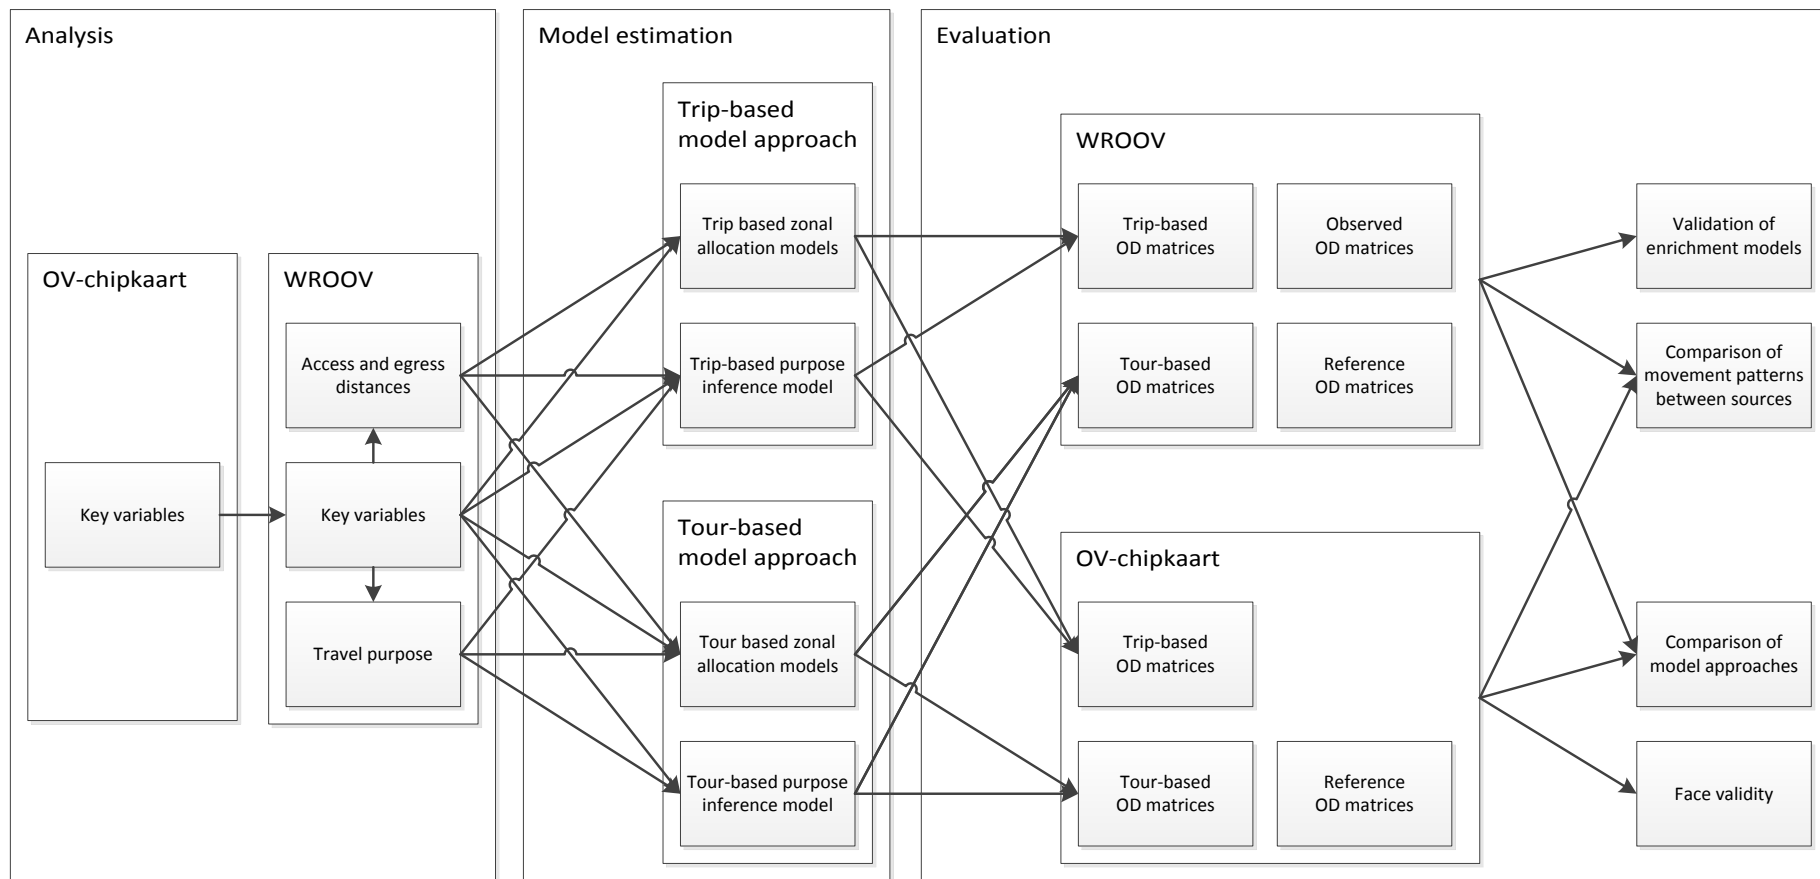 Analysis
OV-chipkaart
Key variables
WROOV
Access and egress
distances
Key variables
Travel purpose
Model estimation
Trip-based
model approach
Trip based zonal
allocation models
Trip-based purpose
inference model
Tour-based
model approach
Tour based zonal
allocation models
Tour-based purpose
inference model
Evaluation
WROOV
Trip-based
OD matrices
Observed
OD matrices
Tour-based
OD matrices
Reference
OD matrices
OV-chipkaart
Trip-based
OD matrices
Tour-based
OD matrices
Reference
OD matrices
Validation of
enrichment models
Comparison of
movement patterns
between sources
Comparison of
model approaches
Face validity